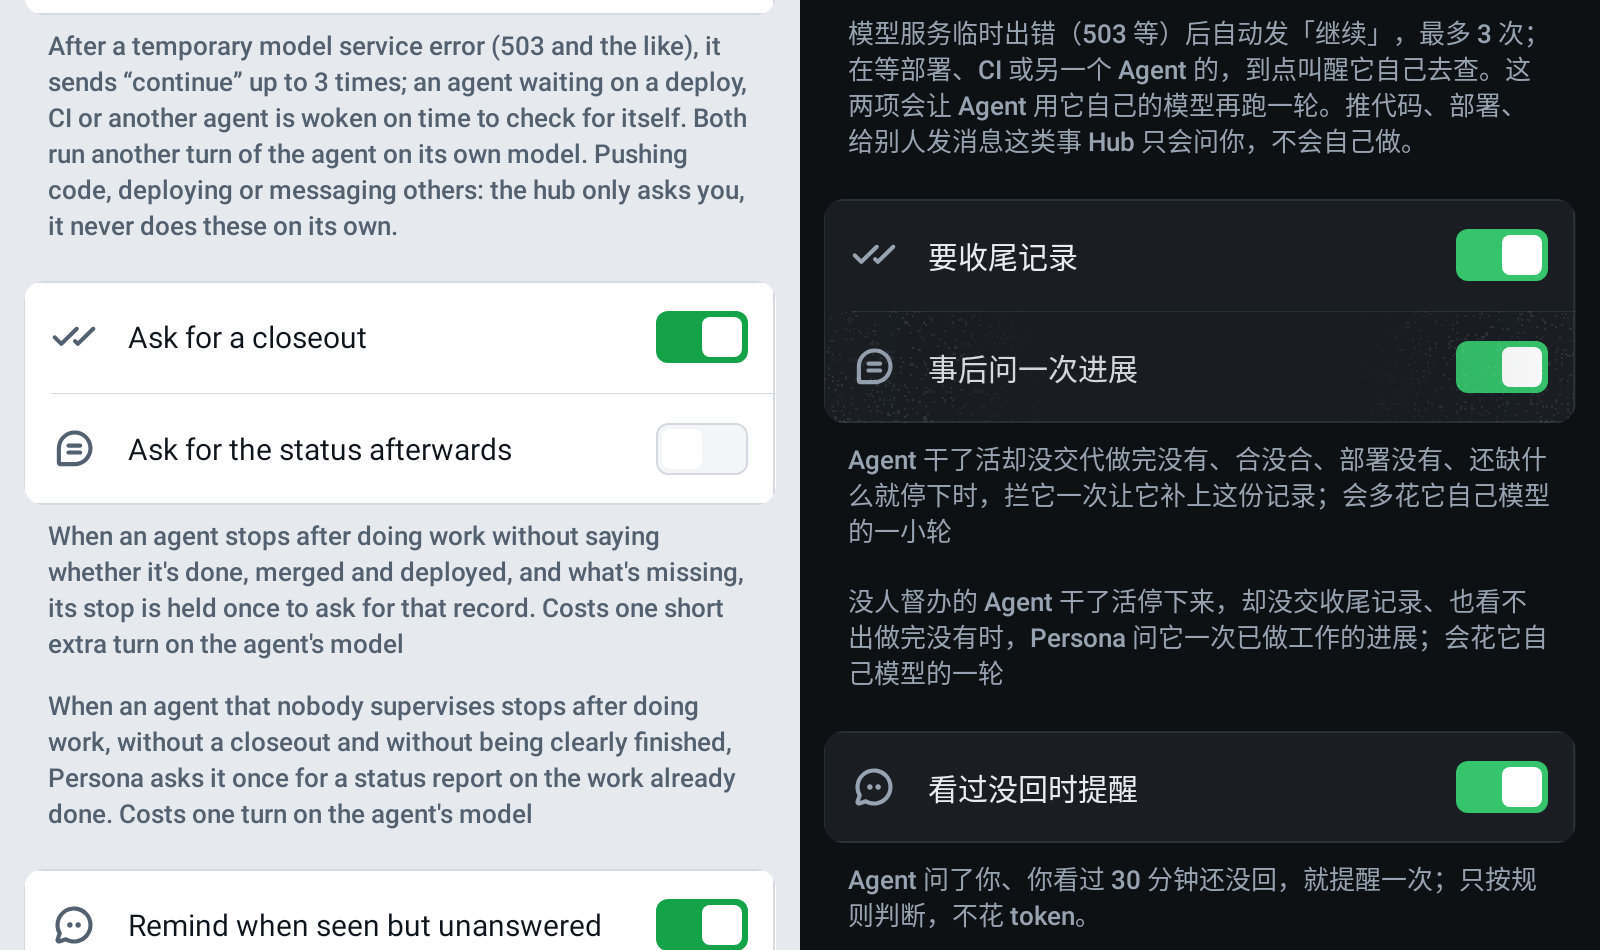 After a temporary model service error (503 and the like), it
sends “continue” up to 3 times; an agent waiting on a deploy,
CI or another agent is woken on time to check for itself. Both
run another turn of the agent on its own model. Pushing
code, deploying or messaging others: the hub only asks you,
it never does these on its own.
Ask for a closeout
Ask for the status afterwards
When an agent stops after doing work without saying
whether it's done, merged and deployed, and what's missing,
its stop is held once to ask for that record. Costs one short
extra turn on the agent's model
When an agent that nobody supervises stops after doing
work, without a closeout and without being clearly finished,
Persona asks it once for a status report on the work already
done. Costs one turn on the agent's model
Remind when seen but unanswered
模型服务临时出错（503 等）后自动发「继续」，最多 3 次；
在等部署、CI 或另一个 Agent 的，到点叫醒它自己去查。这
两项会让 Agent 用它自己的模型再跑一轮。推代码、部署、
给别人发消息这类事 Hub 只会问你，不会自己做。
要收尾记录
事后问一次进展
Agent 干了活却没交代做完没有、合没合、部署没有、还缺什
么就停下时，拦它一次让它补上这份记录；会多花它自己模型
的一小轮
没人督办的 Agent 干了活停下来，却没交收尾记录、也看不
出做完没有时，Persona 问它一次已做工作的进展；会花它自
己模型的一轮
看过没回时提醒
Agent 问了你、你看过 30 分钟还没回，就提醒一次；只按规
则判断，不花 token。